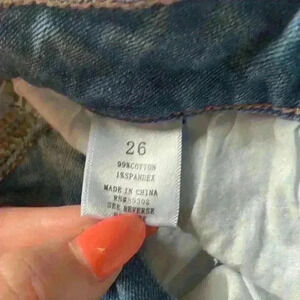 26
99%COTTON
1%SPANDEX
MADE IN CHINA
SEE REVERSE